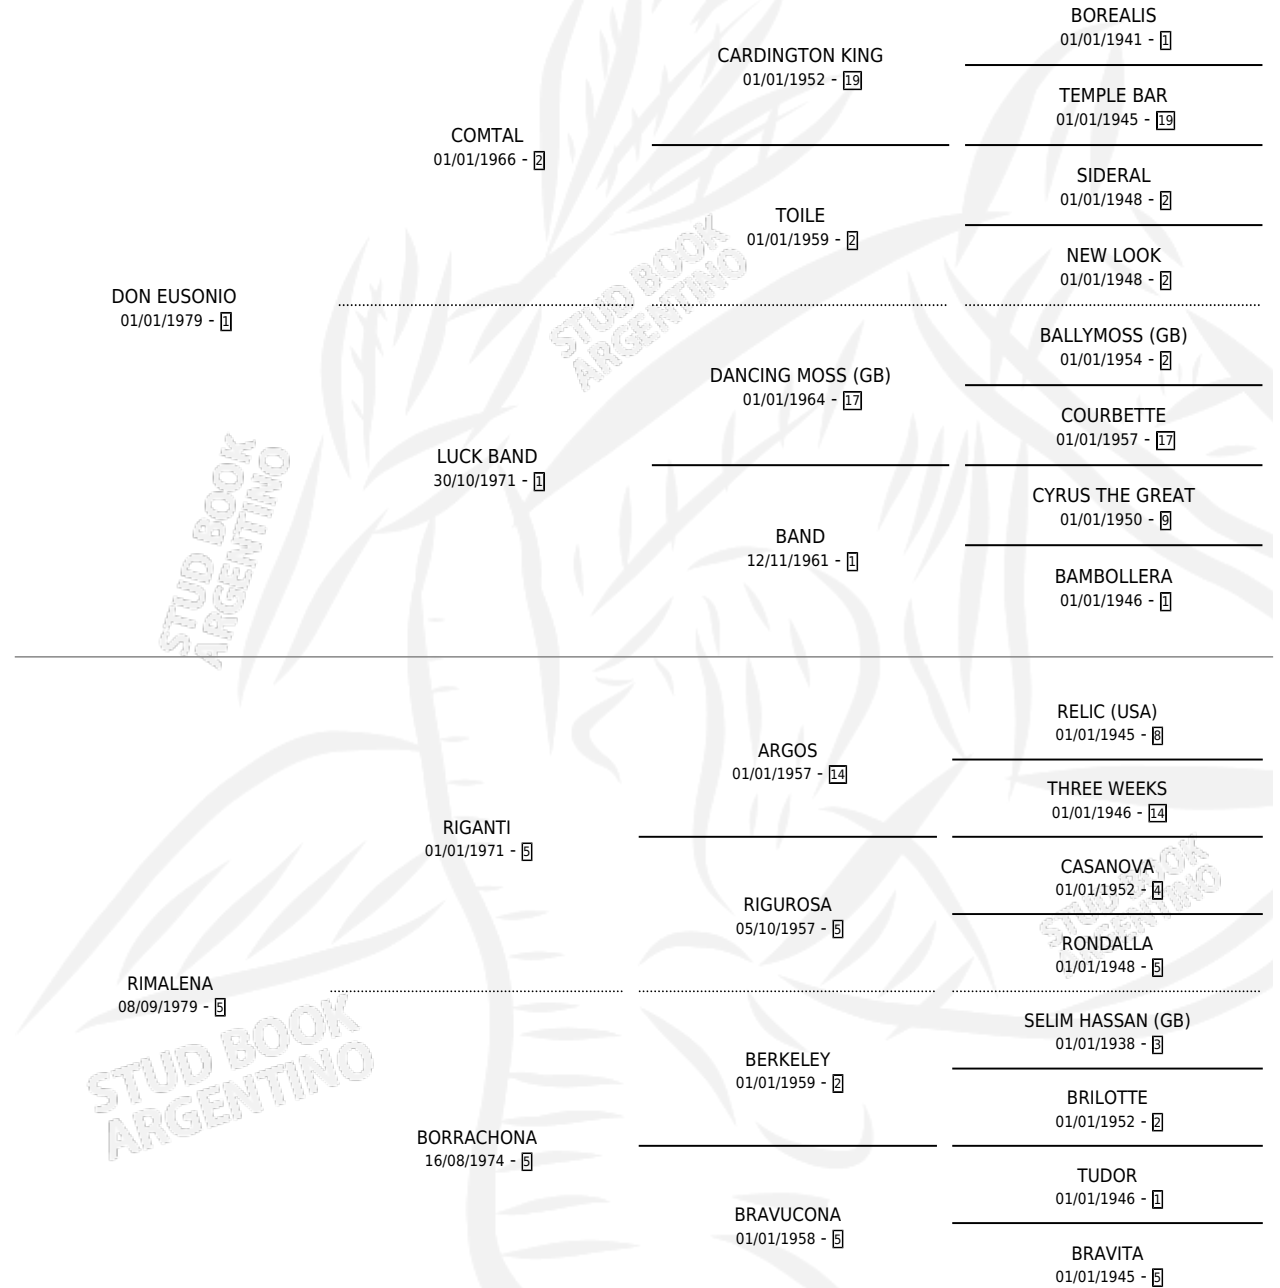 BOREALIS
01/01/1941 - 1
CARDINGTON KING
01/01/1952 - 19
TEMPLE BAR
01/01/1945 - 19
COMTAL
01/01/1966 - 2
SIDERAL
01/01/1948 - 2
TOILE
01/01/1959 - 2
NEW LOOK
01/01/1948 - 2
DON EUSONIO
01/01/1979 - 1
BALLYMOSS (GB)
01/01/1954 - 2
DANCING MOSS (GB)
01/01/1964 - 17
COURBETTE
01/01/1957 - 17
LUCK BAND
30/10/1971 - 1
CYRUS THE GREAT
01/01/1950 - 9
BAND
12/11/1961 - 1
BAMBOLLERA
01/01/1946 - 1
RELIC (USA)
01/01/1945 - 8
ARGOS
01/01/1957 - 14
THREE WEEKS
01/01/1946 - 14
RIGANTI
01/01/1971 - 5
CASANOVA
01/01/1952 - 4
RIGUROSA
05/10/1957 - 5
RONDALLA
01/01/1948 - 5
RIMALENA
08/09/1979 - 5
SELIM HASSAN (GB)
01/01/1938 - 3
BERKELEY
01/01/1959 - 2
BRILOTTE
01/01/1952 - 2
BORRACHONA
16/08/1974 - 5
TUDOR
01/01/1946 - 1
BRAVUCONA
01/01/1958 - 5
BRAVITA
01/01/1945 - 5
STUD BOOK
ARGENTINO
STUD BOOK
ARGENTINO
STUD BOOK
ARGENTINO
STUD BOOK
ARGENTINO